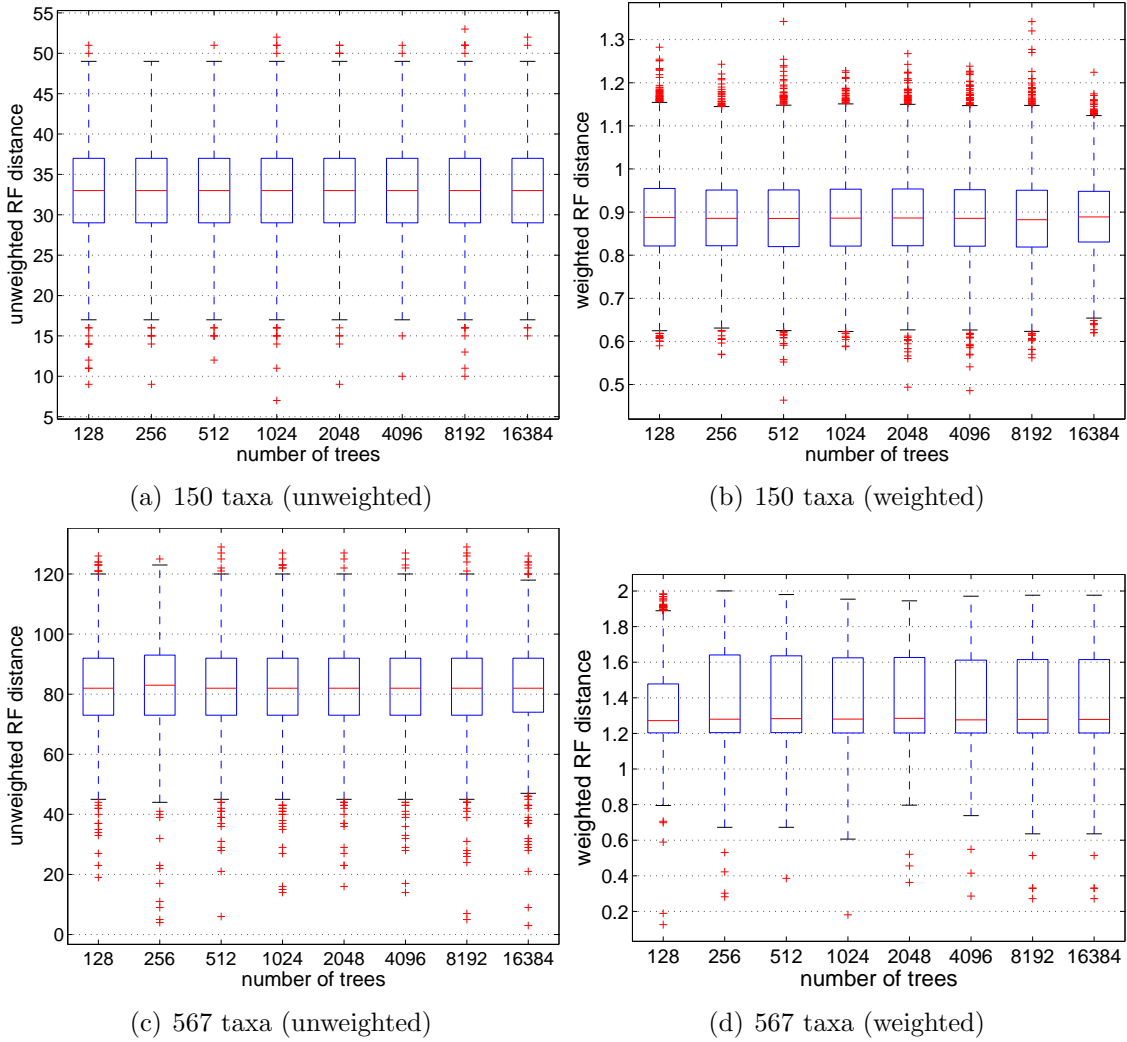 55
50
45
40
35
30
25
20
15
10
5
unweighted RF distance
128 256 512 1024 2048 4096 8192 16384
number of trees
(a) 150 taxa (unweighted)
1.3
1.2
1.1
1
0.9
0.8
0.7
0.6
0.5
weighted RF distance
128 256 512 1024 2048 4096 8192 16384
number of trees
(b) 150 taxa (weighted)
120
100
80
60
40
20
0
unweighted RF distance
128 256 512 1024 2048 4096 8192 16384
number of trees
(c) 567 taxa (unweighted)
2
1.8
1.6
1.4
1.2
1
0.8
0.6
0.4
0.2
weighted RF distance
128 256 512 1024 2048 4096 8192 16384
number of trees
(d) 567 taxa (weighted)